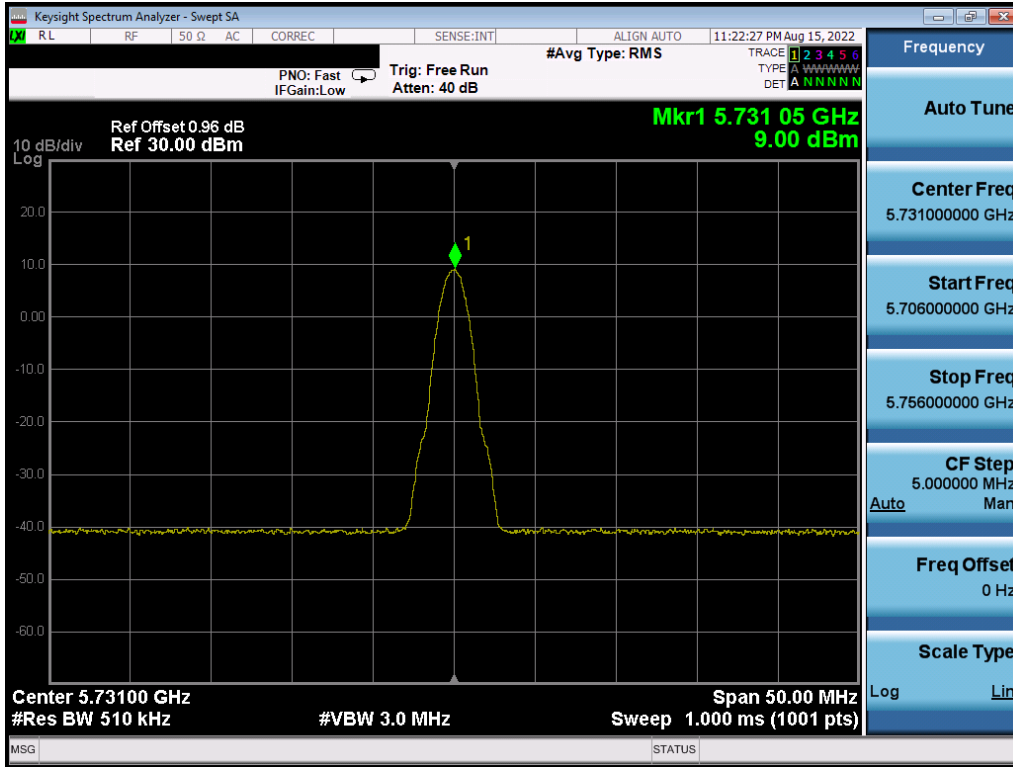 Keysight Spectrum Analyzer - Swept SA
LXI RL RF 50 Ω AC CORREC SENSE:INT ALIGN AUTO 11:22:27 PM Aug 15, 2022
#Avg Type: RMS
TRACE 1 2 3 4 5 6
TYPE A WWWWW
DET A N N N N N
PNO: Fast
IFGain:Low
Trig: Free Run
Atten: 40 dB
Mkr1 5.731 05 GHz
9.00 dBm
Ref Offset 0.96 dB
Ref 30.00 dBm
10 dB/div
Log
20.0
1
10.0
0.00
-10.0
-20.0
-30.0
-40.0
-50.0
-60.0
Center 5.73100 GHz
Span 50.00 MHz
#Res BW 510 kHz
#VBW 3.0 MHz
Sweep 1.000 ms (1001 pts)
MSG
STATUS
Frequency
Auto Tune
Center Freq
5.731000000 GHz
Start Freq
5.706000000 GHz
Stop Freq
5.756000000 GHz
CF Step
5.000000 MHz
Auto Man
Freq Offset
0 Hz
Scale Type
Log Lin